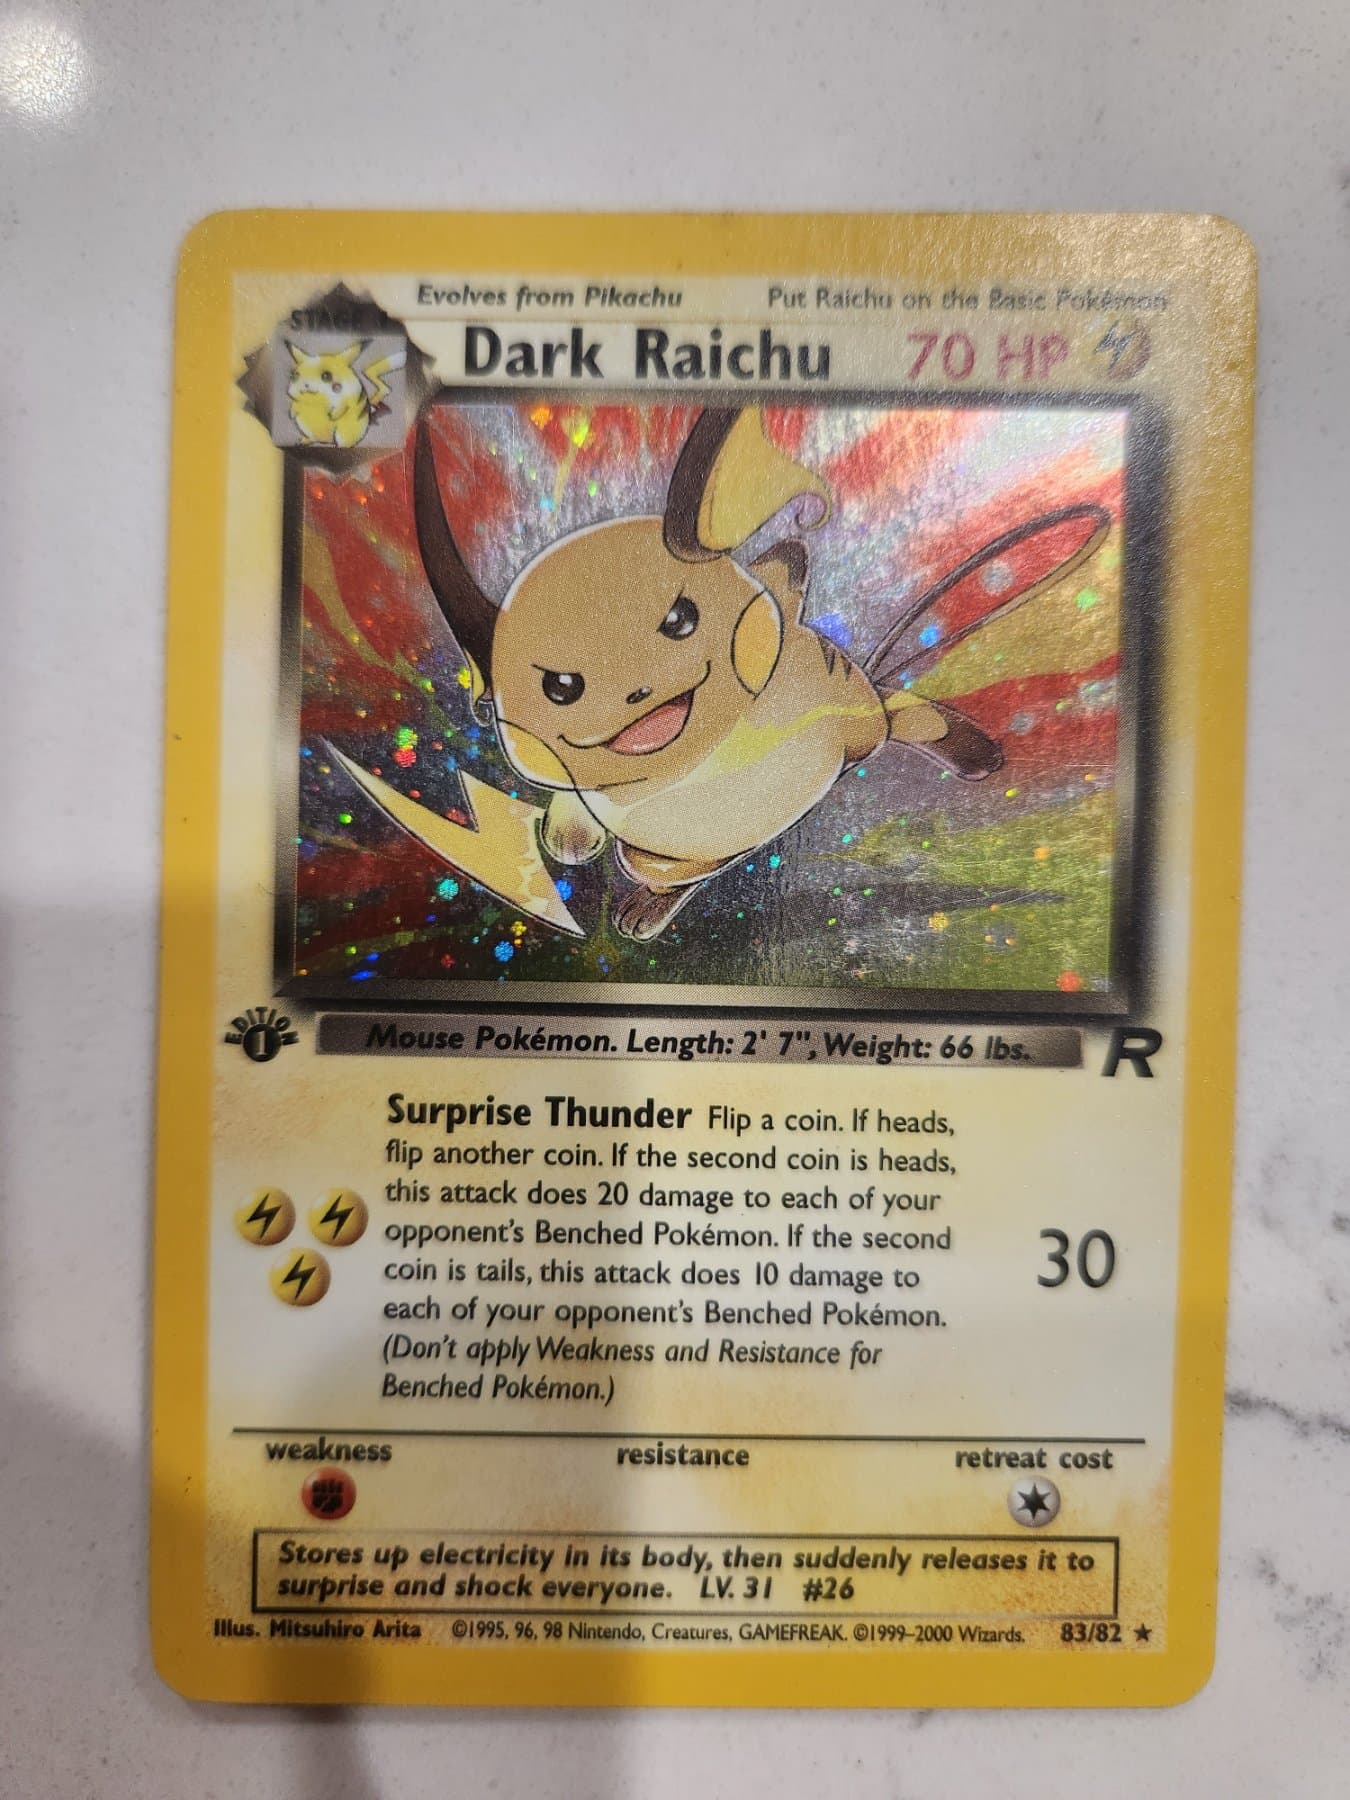 Evolves from Pikachu
Put Raichu on the Basic Pokémon
STAGE 1
Dark Raichu 70 HP
EDITION
1
Mouse Pokémon. Length: 2' 7", Weight: 66 lbs.
R
Surprise Thunder Flip a coin. If heads,
flip another coin. If the second coin is heads,
this attack does 20 damage to each of your
opponent's Benched Pokémon. If the second
coin is tails, this attack does 10 damage to
each of your opponent's Benched Pokémon.
(Don't apply Weakness and Resistance for
Benched Pokémon.)
30
weakness resistance retreat cost
Stores up electricity in its body, then suddenly releases it to
surprise and shock everyone. LV. 31 #26
Illus. Mitsuhiro Arita ©1995, 96, 98 Nintendo, Creatures, GAMEFREAK. ©1999–2000 Wizards. 83/82 ★